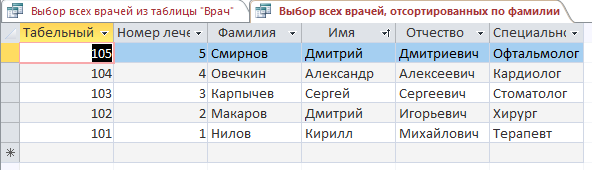 Выбор всех врачей из таблицы "Врач" Выбор всех врачей, отсортированных по фамилии
Табельный Номер лече Фамилия Имя Отчество Специально
105 5 Смирнов Дмитрий Дмитриевич Офтальмолог
104 4 Овечкин Александр Алексеевич Кардиолог
103 3 Карпычев Сергей Сергеевич Стоматолог
102 2 Макаров Дмитрий Игорьевич Хирург
101 1 Нилов Кирилл Михайлович Терапевт